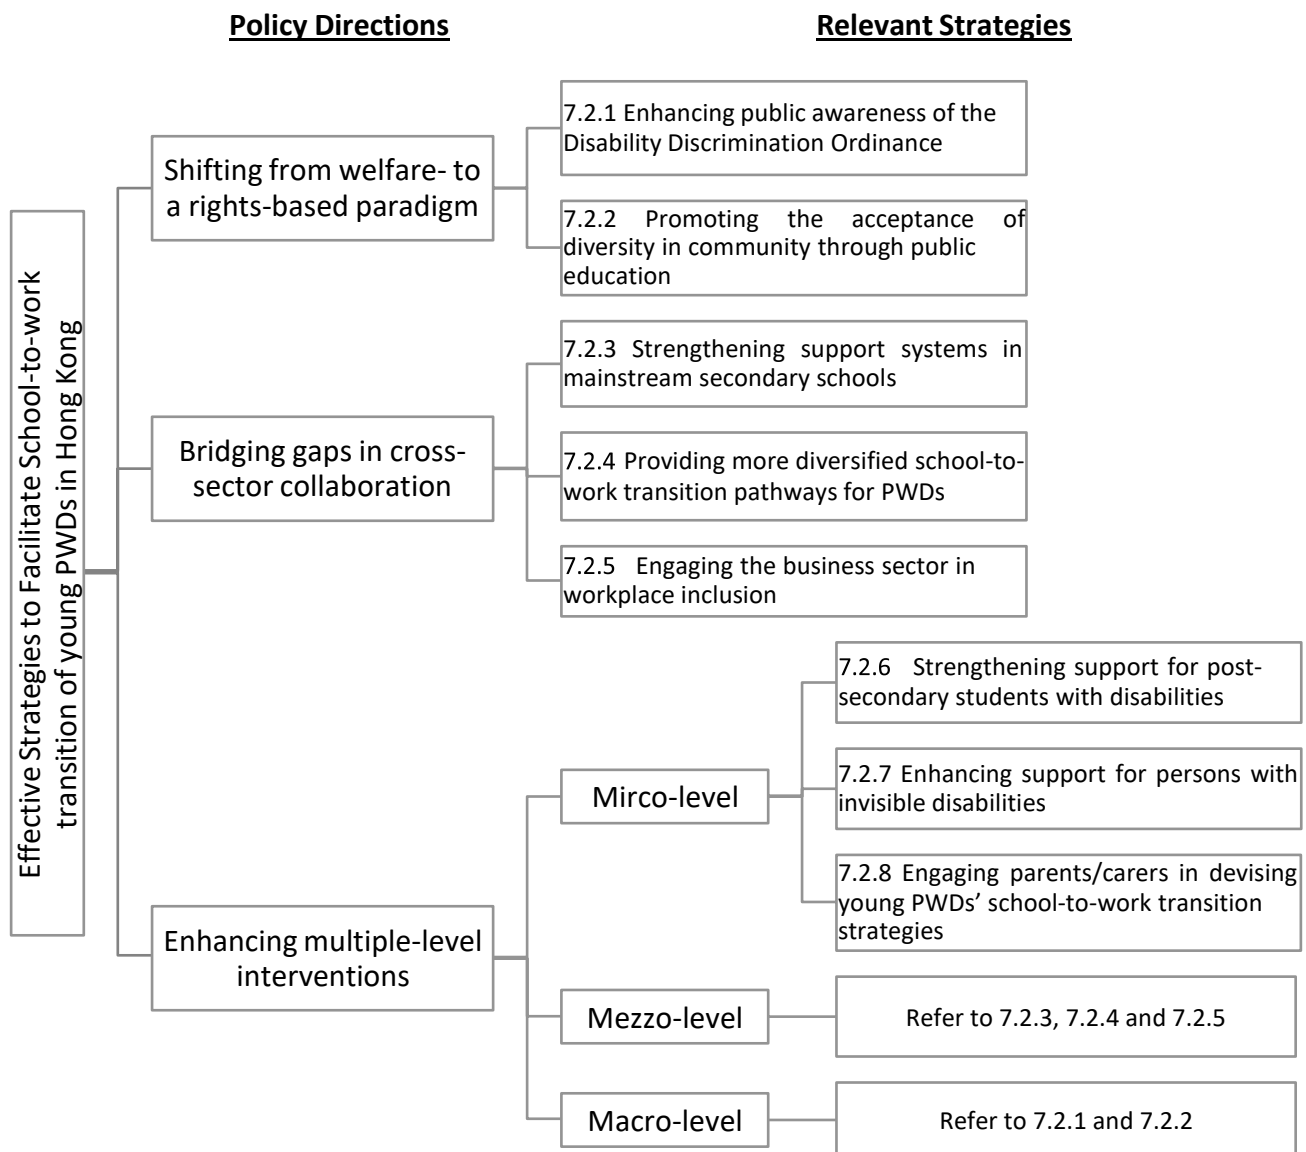 Policy Directions
Relevant Strategies
Effective Strategies to Facilitate School-to-work
transition of young PWDs in Hong Kong
Shifting from welfare- to
a rights-based paradigm
7.2.1 Enhancing public awareness of the
Disability Discrimination Ordinance
7.2.2 Promoting the acceptance of
diversity in community through public
education
Bridging gaps in cross-
sector collaboration
7.2.3 Strengthening support systems in
mainstream secondary schools
7.2.4 Providing more diversified school-to-
work transition pathways for PWDs
7.2.5 Engaging the business sector in
workplace inclusion
Enhancing multiple-level
interventions
Mirco-level
7.2.6 Strengthening support for post-
secondary students with disabilities
7.2.7 Enhancing support for persons with
invisible disabilities
7.2.8 Engaging parents/carers in devising
young PWDs’ school-to-work transition
strategies
Mezzo-level
Refer to 7.2.3, 7.2.4 and 7.2.5
Macro-level
Refer to 7.2.1 and 7.2.2